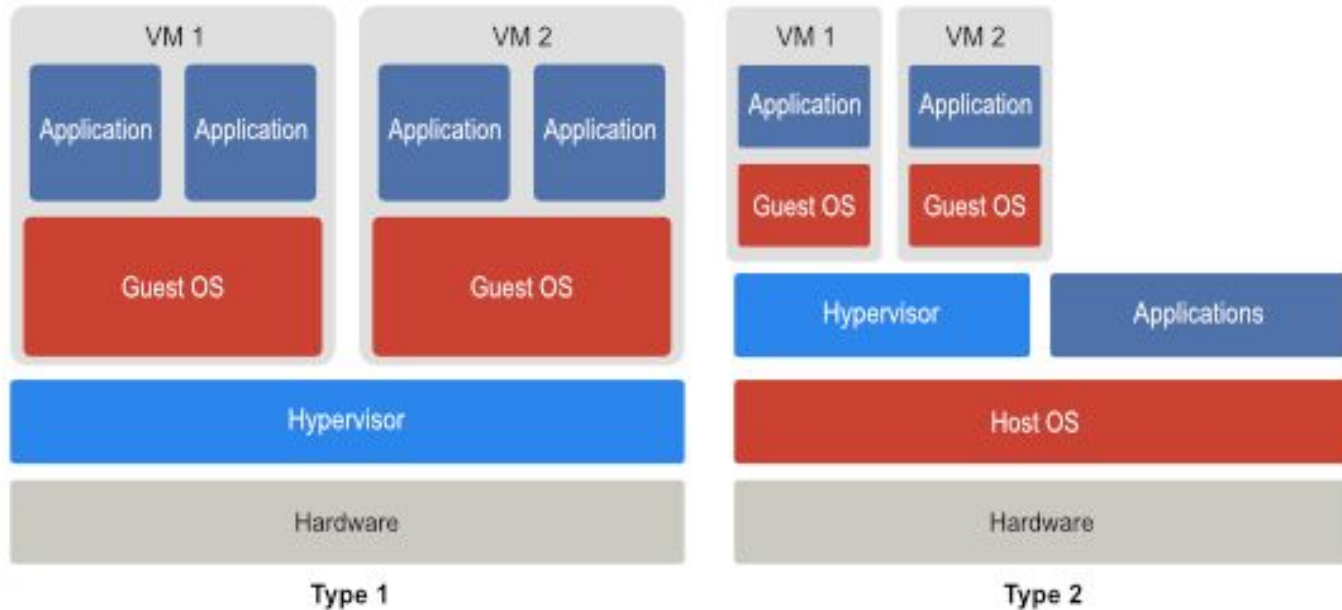 VM 1
VM 2
Application
Application
Application
Application
Guest OS
Guest OS
Hypervisor
Hardware
Type 1
VM 1
VM 2
Application
Application
Guest OS
Guest OS
Hypervisor
Applications
Host OS
Hardware
Type 2